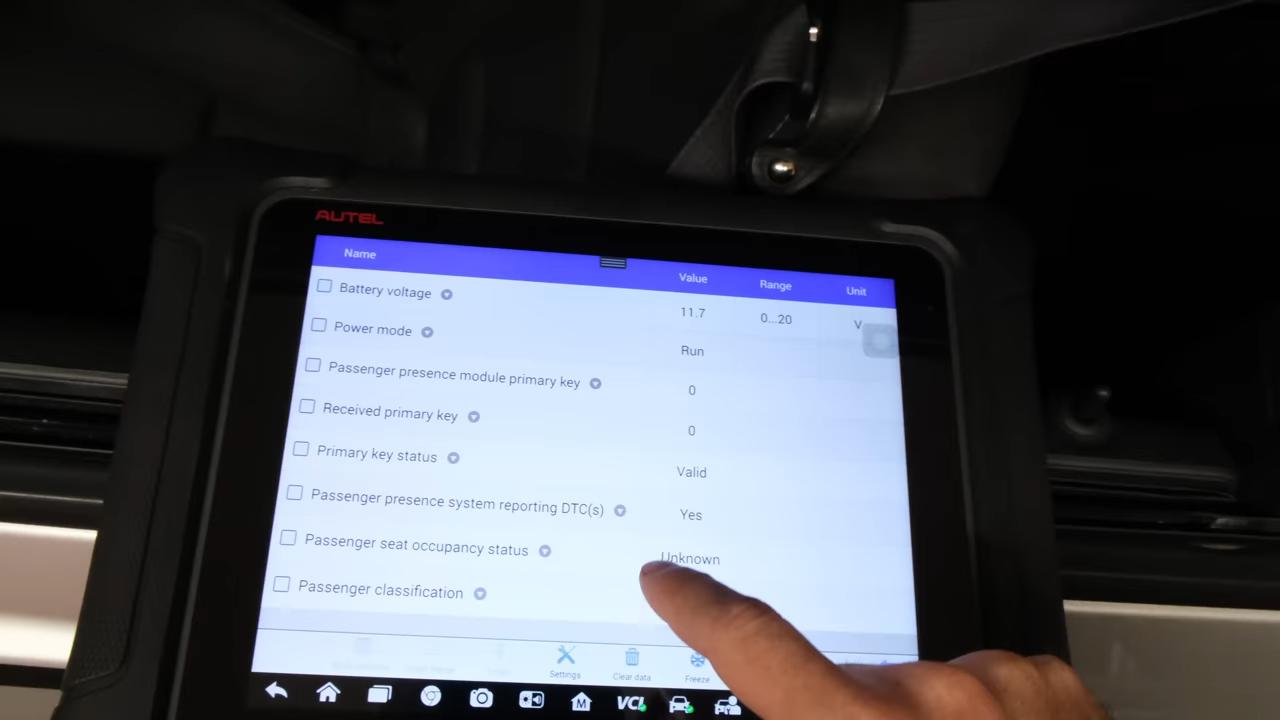 AUTEL
Name Value Range Unit
Battery voltage 11.7 0...20 V
Power mode Run
Passenger presence module primary key 0
Received primary key 0
Primary key status Valid
Passenger presence system reporting DTC(s) Yes
Passenger seat occupancy status Unknown
Passenger classification
Settings Clear data Freeze
M VCI